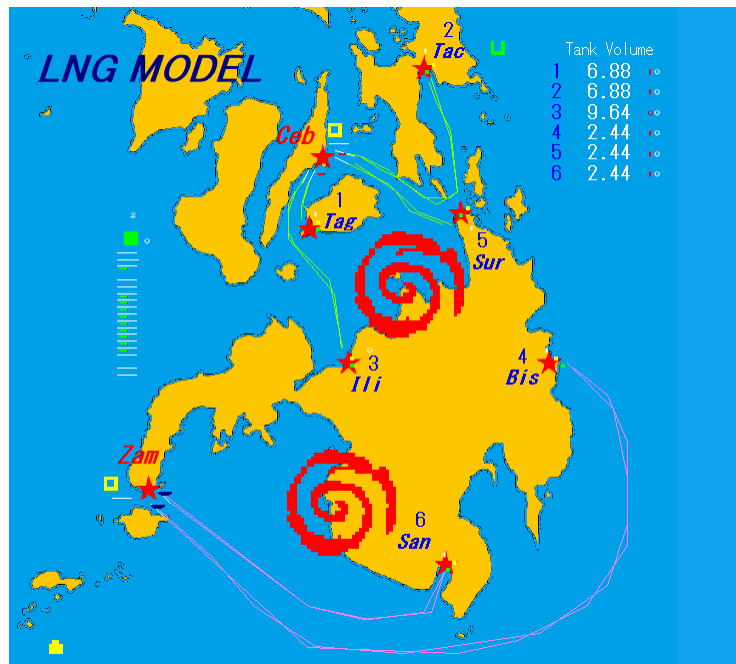 LNG MODEL
2
Tac
Tank Volume
1 6.88
2 6.88
3 9.64
4 2.44
5 2.44
6 2.44
Ceb
1
Tag
2
5
Sur
3
Ili
4
Bis
Zam
6
San